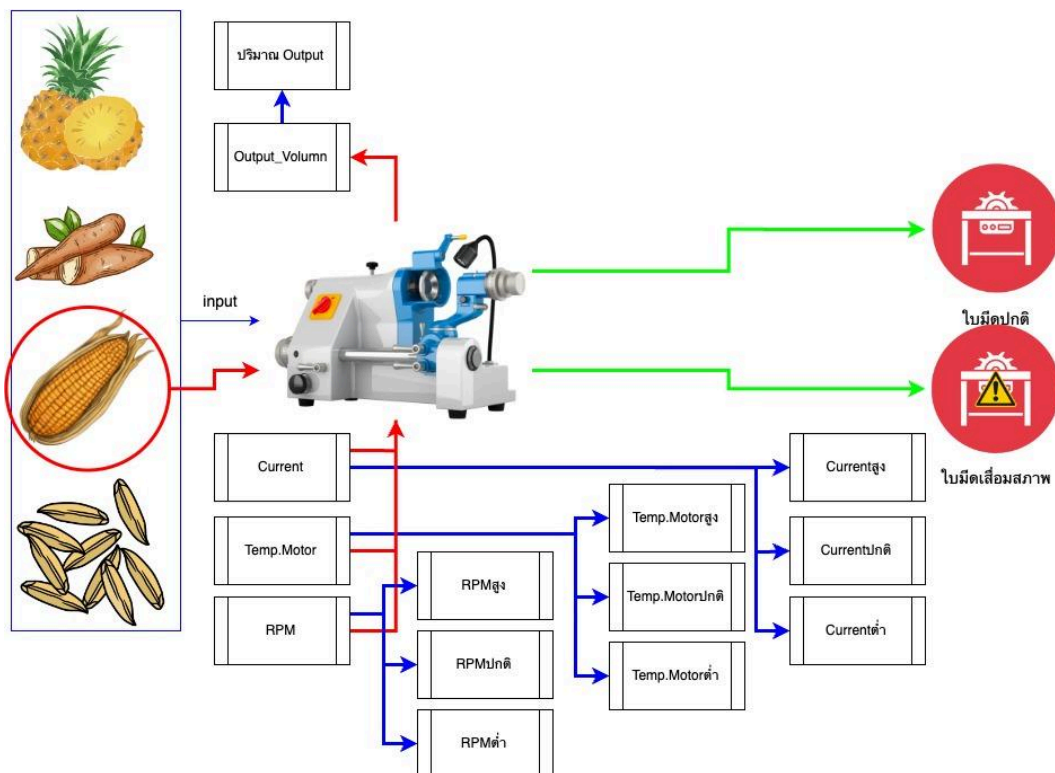 ปริมาณ Output
Output_Volumn
input
ใบมีดปกติ
ใบมีดเสื่อมสภาพ
Current
Currentสูง
Temp.Motorสูง
Temp.Motor
Currentปกติ
RPMสูง
Temp.Motorปกติ
RPM
Currentต่ำ
RPMปกติ
Temp.Motorต่ำ
RPMต่ำ